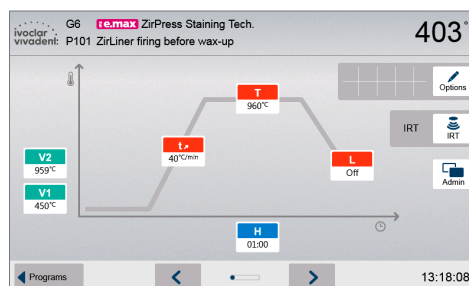 ivoclar vivadent:
G6 IPS e.max ZirPress Staining Tech.
P101 ZirLiner firing before wax-up
403°
Options
IRT IRT
Admin
T
960°C
t↗
40°C/min
L
Off
V2
959°C
V1
450°C
H
01:00
Programs
13:18:08